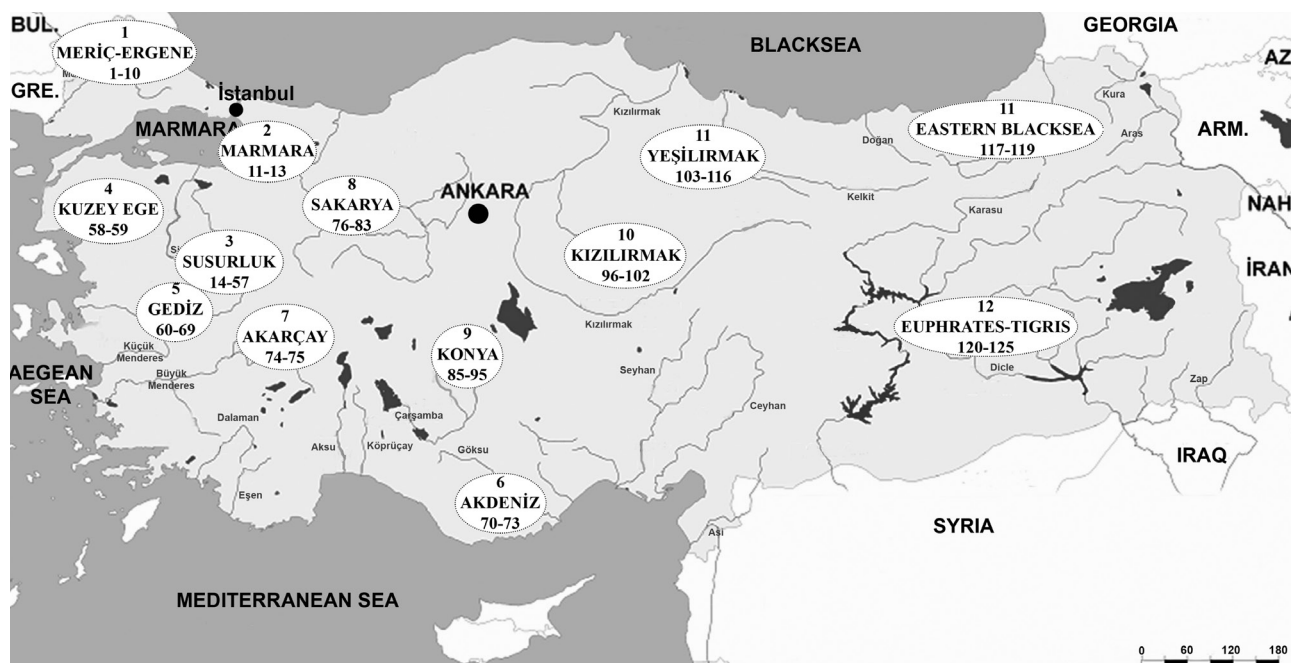 BUL.
1
MERİÇ-ERGENE
1-10
GRE.
İstanbul
MARMARA
2
MARMARA
11-13
BLACKSEA
GEORGIA
AZ
ARM.
NAH
İRAN
Kura
Aras
11
EASTERN BLACKSEA
117-119
Doğan
Kızılırmak
11
YEŞİLIRMAK
103-116
Kelkit
Karasu
4
KUZEY EGE
58-59
8
SAKARYA
76-83
ANKARA
3
SUSURLUK
14-57
10
KIZILIRMAK
96-102
5
GEDİZ
60-69
7
AKARÇAY
74-75
9
KONYA
85-95
Kızılırmak
12
EUPHRATES-TIGRIS
120-125
Küçük
Menderes
Büyük
Menderes
AEGEAN
SEA
Seyhan
Ceyhan
Dicle
Zap
Dalaman
Aksu
Köprüçay
Çarşamba
Göksu
Eşen
6
AKDENİZ
70-73
Asi
IRAQ
SYRIA
MEDITERRANEAN SEA
0 60 120 180